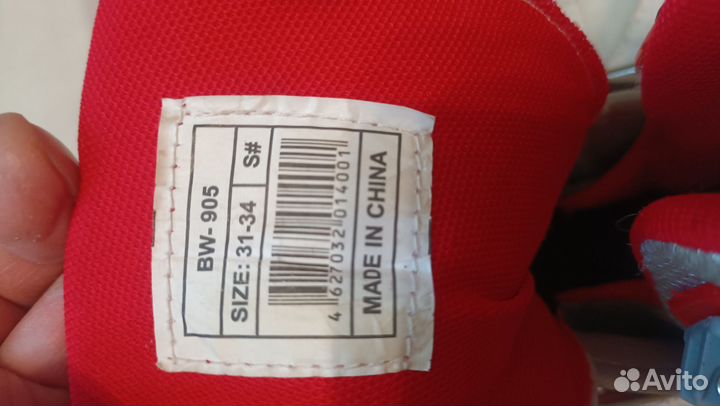 BW- 905
SIZE: 31-34 S#
4 627032 014001
MADE IN CHINA
Avito